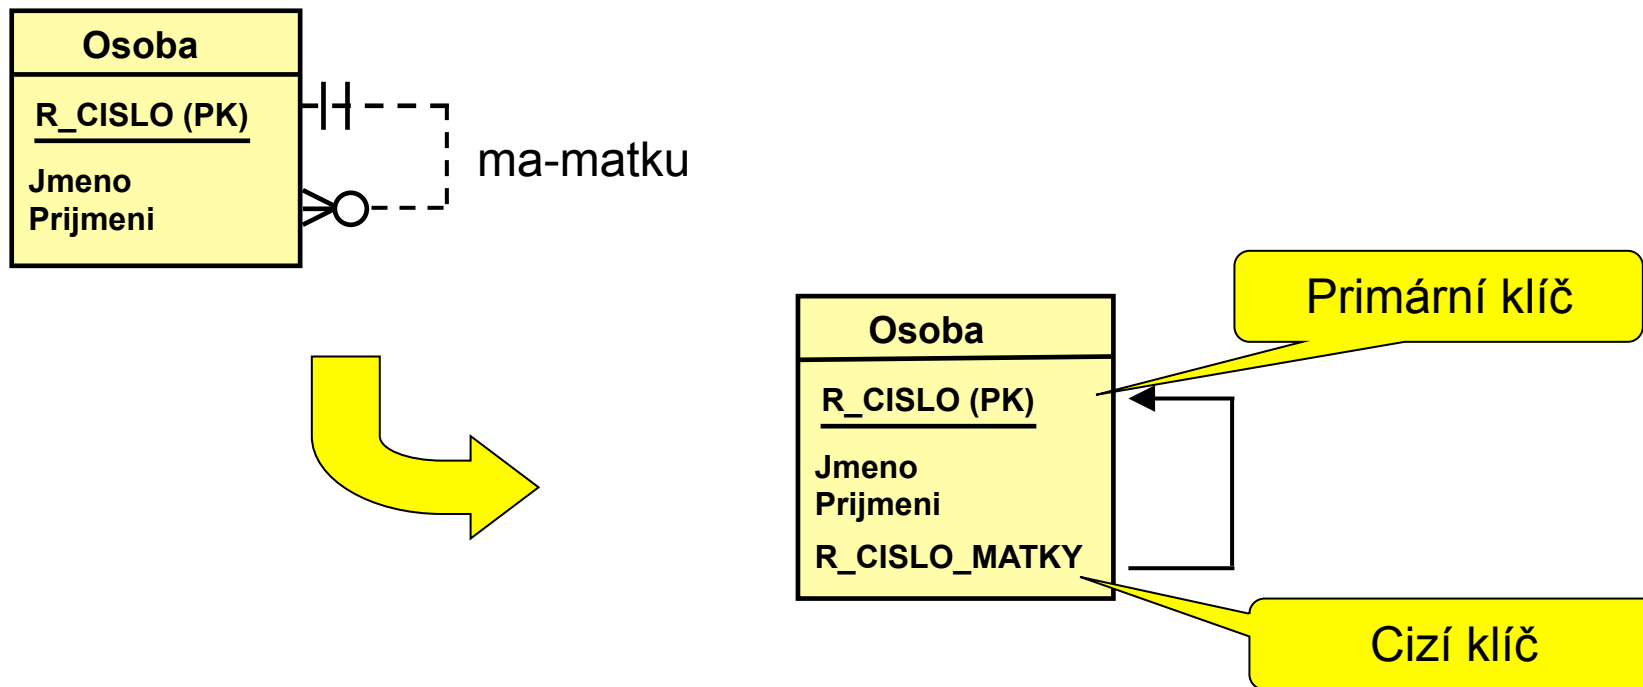 Osoba
R_CISLO (PK)
Jmeno
Prijmeni
ma-matku
Osoba
R_CISLO (PK)
Jmeno
Prijmeni
R_CISLO_MATKY
Primární klíč
Cizí klíč